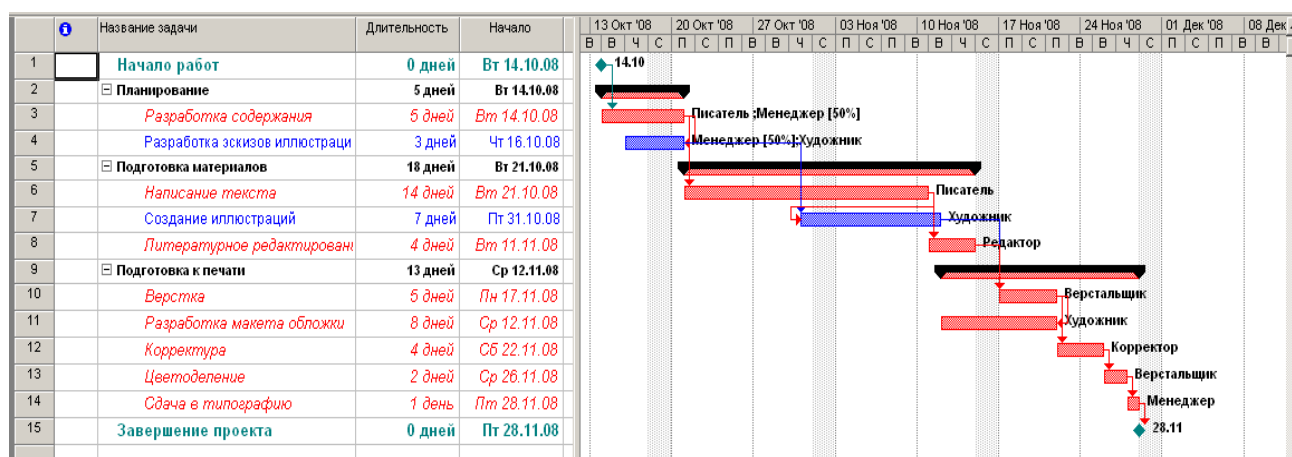 Название задачи Длительность Начало 13 Окт '08 20 Окт '08 27 Окт '08 03 Ноя '08 10 Ноя '08 17 Ноя '08 24 Ноя '08 01 Дек '08 08 Дек
В В Ч С П С П В В Ч С П С П В В Ч С П С П В В Ч С П С П В В
1 Начало работ 0 дней Вт 14.10.08 14.10
2 Планирование 5 дней Вт 14.10.08
3 Разработка содержания 5 дней Вт 14.10.08 Писатель ;Менеджер [50%]
4 Разработка эскизов иллюстраци 3 дней Чт 16.10.08 Менеджер [50%];Художник
5 Подготовка материалов 18 дней Вт 21.10.08
6 Написание текста 14 дней Вт 21.10.08 Писатель
7 Создание иллюстраций 7 дней Пт 31.10.08 Художник
8 Литературное редактировани 4 дней Вт 11.11.08 Редактор
9 Подготовка к печати 13 дней Ср 12.11.08
10 Верстка 5 дней Пн 17.11.08 Верстальщик
11 Разработка макета обложки 8 дней Ср 12.11.08 Художник
12 Корректура 4 дней Сб 22.11.08 Корректор
13 Цветоделение 2 дней Ср 26.11.08 Верстальщик
14 Сдача в типографию 1 день Пт 28.11.08 Менеджер
15 Завершение проекта 0 дней Пт 28.11.08 28.11